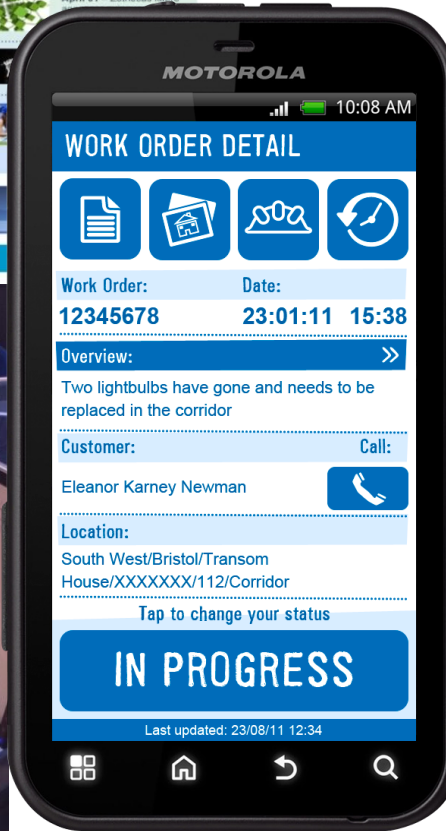 MOTOROLA
10:08 AM
WORK ORDER DETAIL
Work Order: Date:
12345678 23:01:11 15:38
Overview: »
Two lightbulbs have gone and needs to be
replaced in the corridor
Customer: Call:
Eleanor Karney Newman
Location:
South West/Bristol/Transom
House/XXXXXXX/112/Corridor
Tap to change your status
IN PROGRESS
Last updated: 23/08/11 12:34